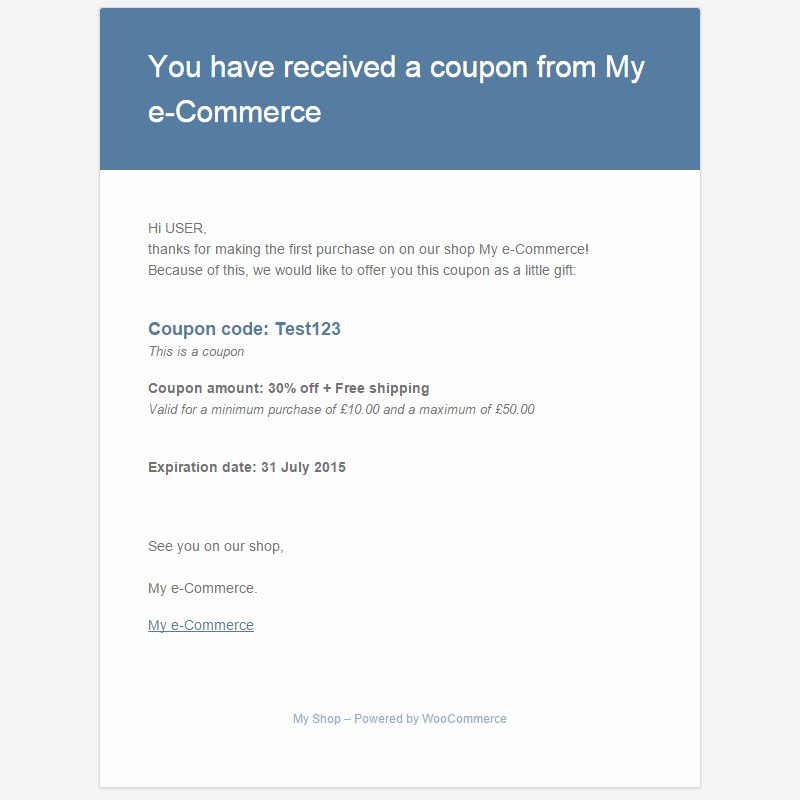 You have received a coupon from My
e-Commerce
Hi USER,
thanks for making the first purchase on on our shop My e-Commerce!
Because of this, we would like to offer you this coupon as a little gift:
Coupon code: Test123
This is a coupon
Coupon amount: 30% off + Free shipping
Valid for a minimum purchase of £10.00 and a maximum of £50.00
Expiration date: 31 July 2015
See you on our shop,
My e-Commerce.
My e-Commerce
My Shop – Powered by WooCommerce